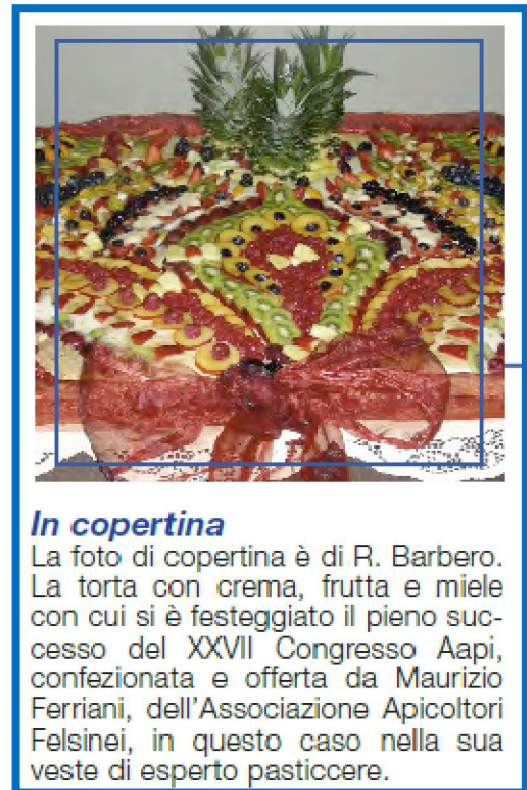 In copertina
La foto di copertina è di R. Barbero.
La torta con crema, frutta e miele
con cui si è festeggiato il pieno suc-
cesso del XXVII Congresso Aapi,
confezionata e offerta da Maurizio
Ferriani, dell'Associazione Apicoltori
Felsinei, in questo caso nella sua
veste di esperto pasticcere.